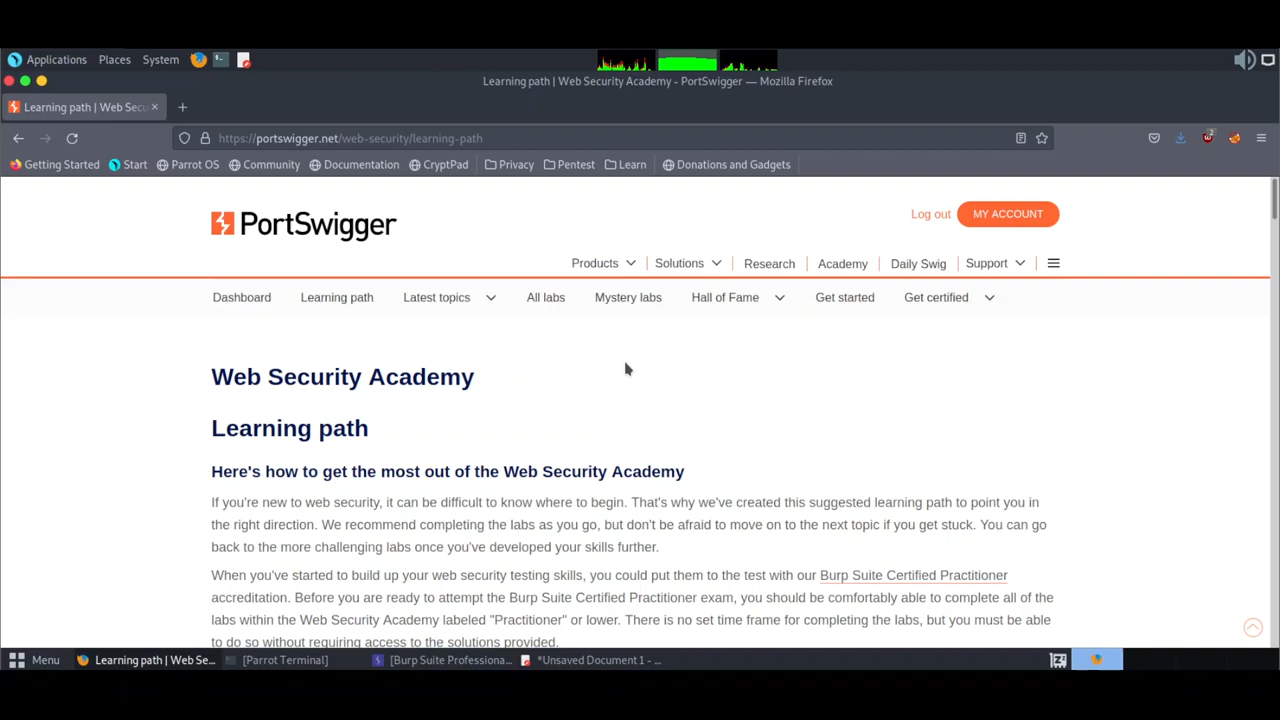 Applications Places System
Learning path | Web Security Academy - PortSwigger — Mozilla Firefox
Learning path | Web Secu
https://portswigger.net/web-security/learning-path
2
Getting Started Start Parrot OS Community Documentation CryptPad Privacy Pentest Learn Donations and Gadgets
PortSwigger
Log out MY ACCOUNT
Products Solutions Research Academy Daily Swig Support
Dashboard Learning path Latest topics All labs Mystery labs Hall of Fame Get started Get certified
Web Security Academy
Learning path
Here's how to get the most out of the Web Security Academy
If you're new to web security, it can be difficult to know where to begin. That's why we've created this suggested learning path to point you in
the right direction. We recommend completing the labs as you go, but don't be afraid to move on to the next topic if you get stuck. You can go
back to the more challenging labs once you've developed your skills further.
When you've started to build up your web security testing skills, you could put them to the test with our Burp Suite Certified Practitioner
accreditation. Before you are ready to attempt the Burp Suite Certified Practitioner exam, you should be comfortably able to complete all of the
labs within the Web Security Academy labeled "Practitioner" or lower. There is no set time frame for completing the labs, but you must be able
to do so without requiring access to the solutions provided.
Menu Learning path | Web Se... [Parrot Terminal] [Burp Suite Professiona... *Unsaved Document 1 - ...